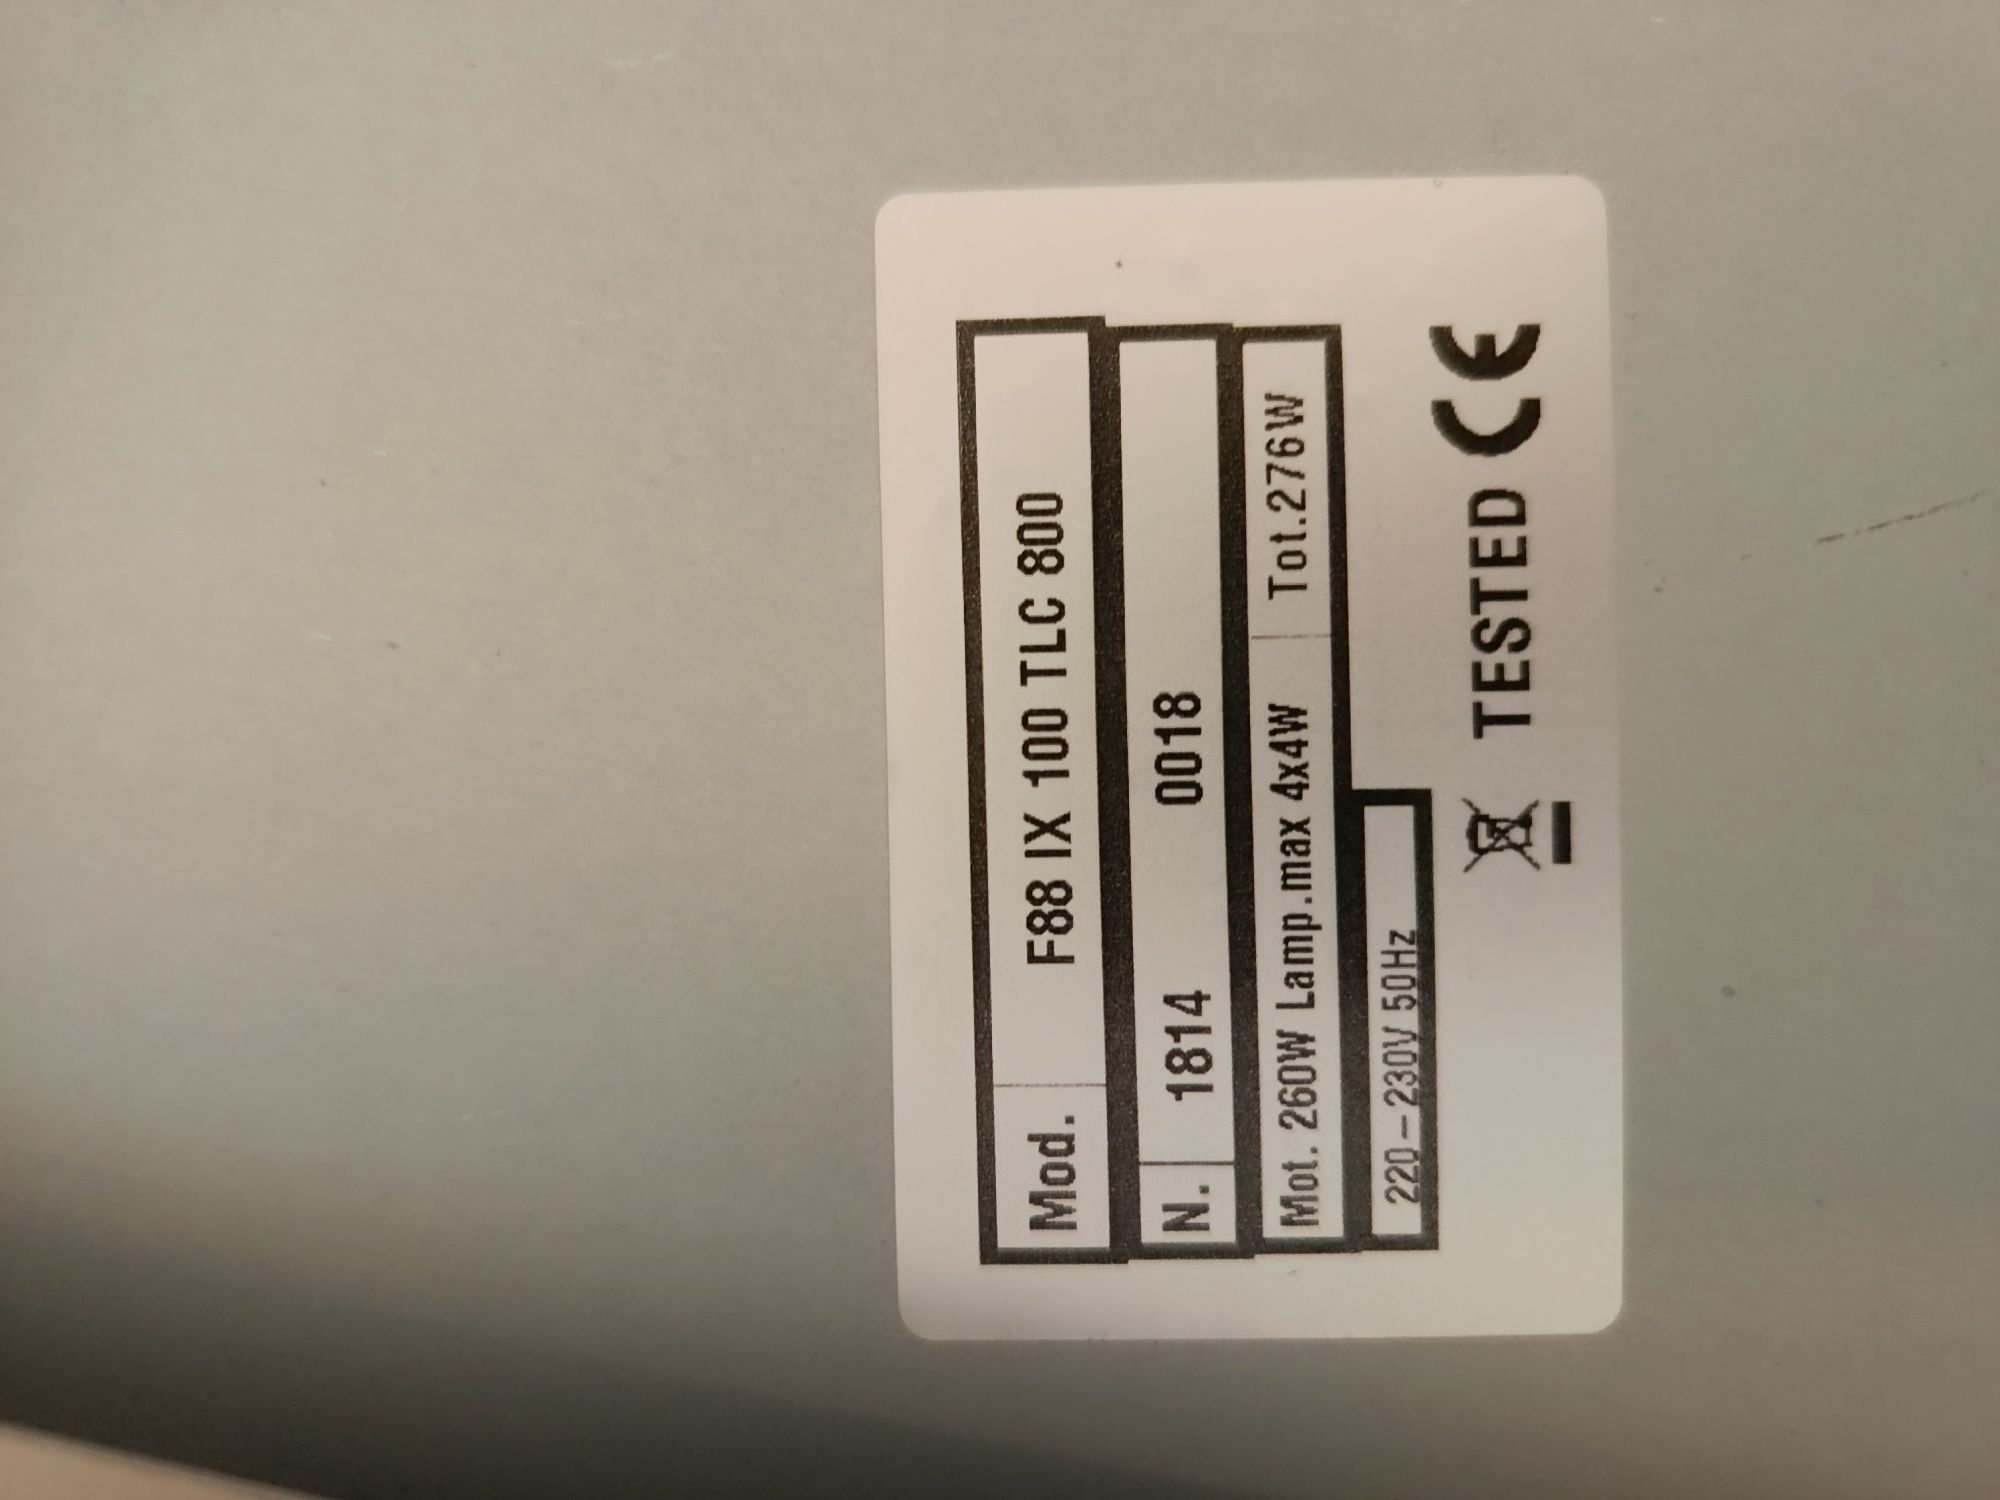 Mod. F88 IX 100 TLC 800
N. 1814 0018
Mot. 260W Lamp.max 4x4W Tot.276W
220-230V 50Hz
TESTED CE